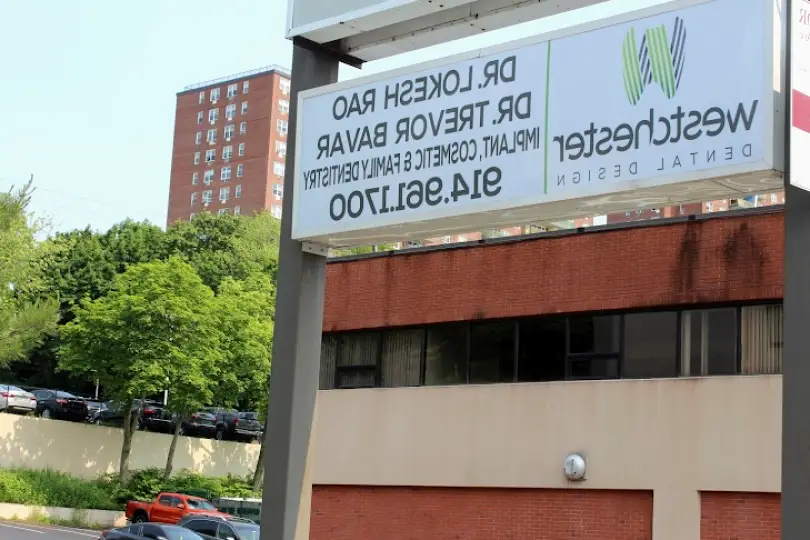 westchester
DENTAL DESIGN
DR. LOKESH RAO
DR. TREVOR BAVAR
IMPLANT, COSMETIC & FAMILY DENTISTRY
914.961.1700